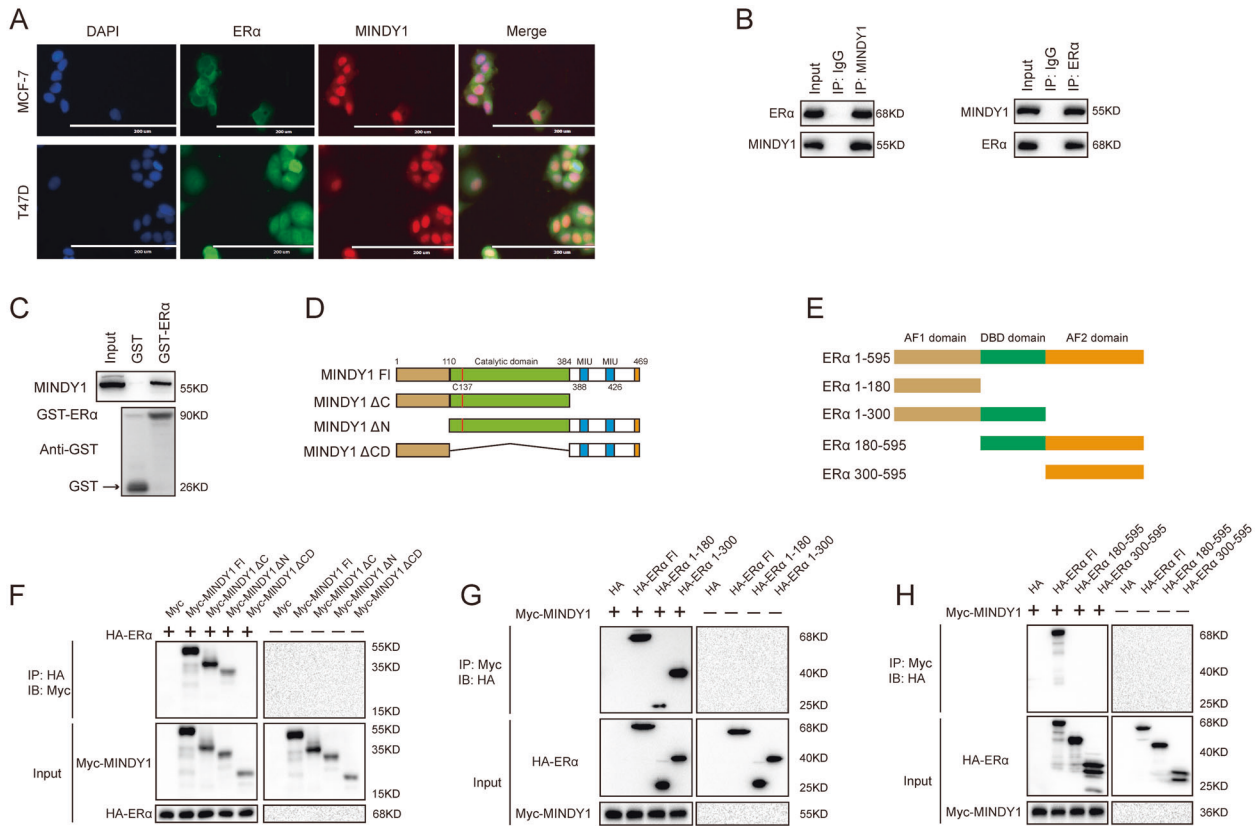 A
DAPI ERα MINDY1 Merge
MCF-7
200 um 200 um 200 um 200 um
T47D
200 um 200 um 200 um 200 um
B
Input IP: IgG IP: MINDY1
ERα 68KD
MINDY1 55KD
Input IP: IgG IP: ERα
MINDY1 55KD
ERα 68KD
C
Input GST GST-ERα
MINDY1 55KD
GST-ERα 90KD
Anti-GST
GST → 26KD
D
1 110 Catalytic domain 384 MIU MIU 469
MINDY1 Fl
C137 388 426
MINDY1 ΔC
MINDY1 ΔN
MINDY1 ΔCD
E
AF1 domain DBD domain AF2 domain
ERα 1-595
ERα 1-180
ERα 1-300
ERα 180-595
ERα 300-595
F
Myc Myc-MINDY1 Fl Myc-MINDY1 ΔC Myc-MINDY1 ΔN Myc-MINDY1 ΔCD Myc Myc-MINDY1 Fl Myc-MINDY1 ΔC Myc-MINDY1 ΔN Myc-MINDY1 ΔCD
HA-ERα + + + + + − − − − −
55KD
IP: HA 35KD
IB: Myc
15KD
55KD
Myc-MINDY1 35KD
Input
15KD
HA-ERα 68KD
G
HA HA-ERα Fl HA-ERα 1-180 HA-ERα 1-300 HA HA-ERα Fl HA-ERα 1-180 HA-ERα 1-300
Myc-MINDY1 + + + + − − − −
68KD
IP: Myc
IB: HA 40KD
25KD
68KD
HA-ERα 40KD
Input
25KD
Myc-MINDY1 55KD
H
HA HA-ERα Fl HA-ERα 180-595 HA-ERα 300-595 HA HA-ERα Fl HA-ERα 180-595 HA-ERα 300-595
Myc-MINDY1 + + + + − − − −
68KD
IP: Myc
IB: HA 40KD
25KD
68KD
HA-ERα 40KD
Input
25KD
Myc-MINDY1 36KD